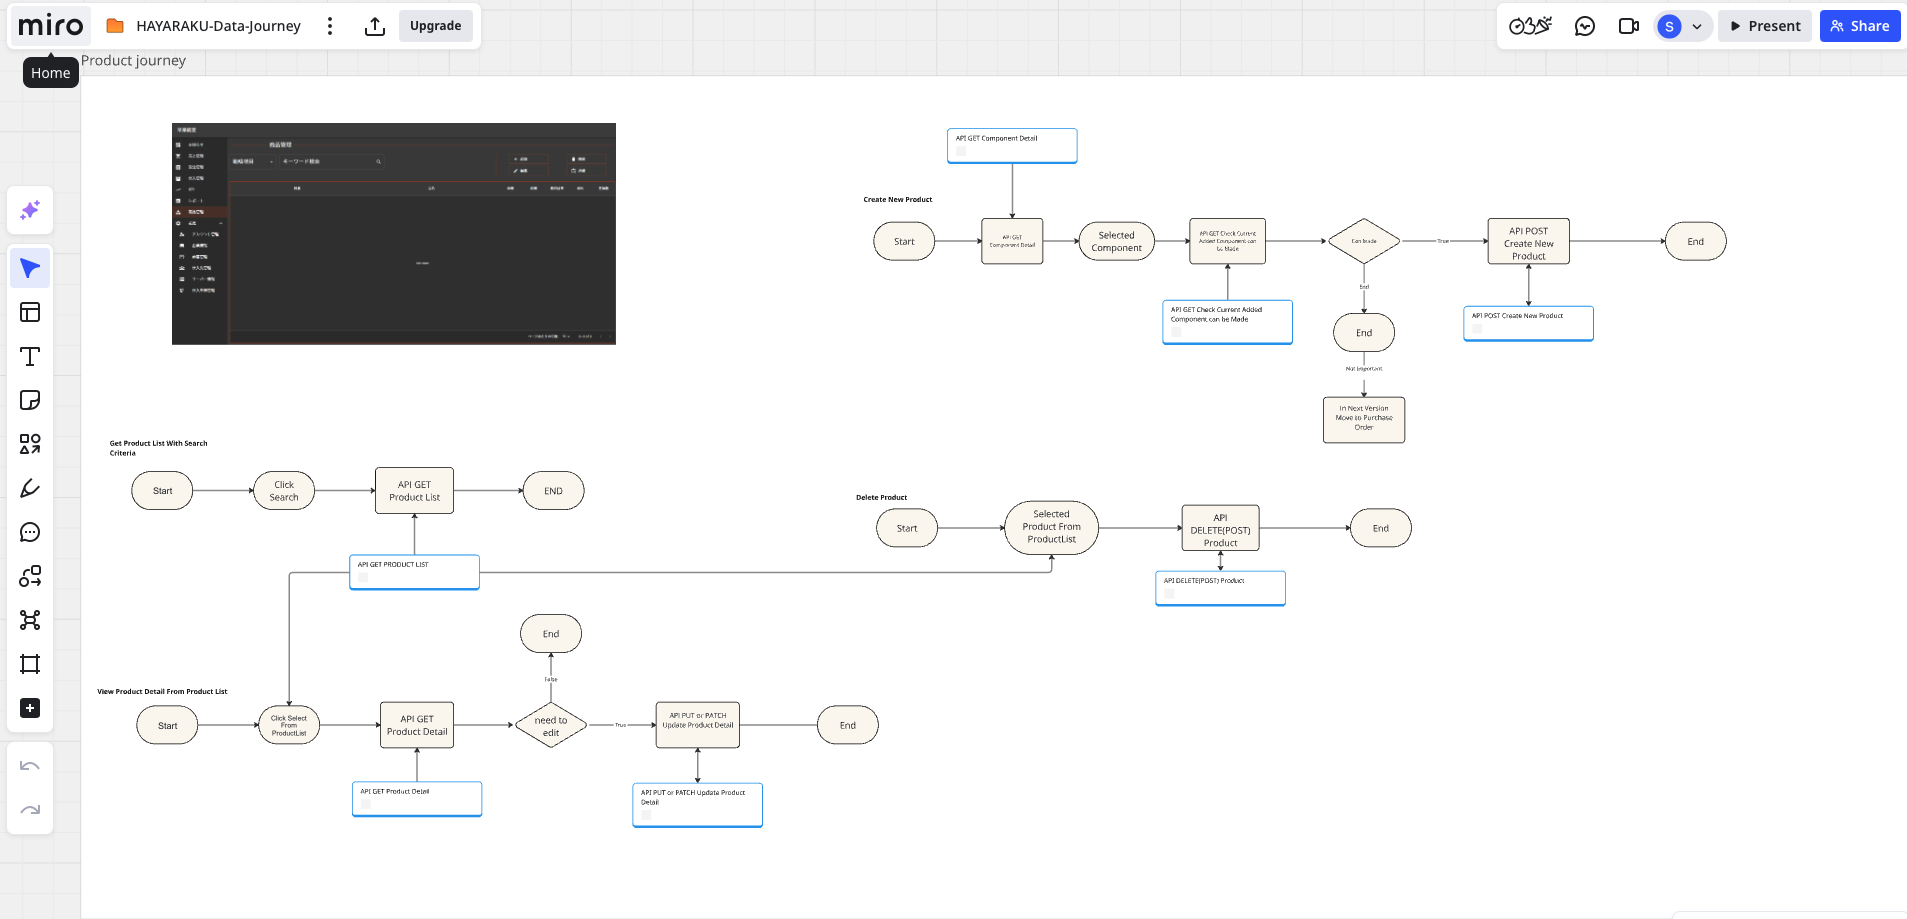 miro
HAYARAKU-Data-Journey
Upgrade
S
Present
Share
Home
Product journey
商品管理
キーワード検索
API GET Component Detail
Create New Product
Start
API GET
Component Detail
Selected
Component
API GET Check Current
Added Component can
be Made
Can Made
True
API POST
Create New
Product
End
API GET Check Current Added
Component can be Made
End
End
API POST Create New Product
Not Important
In Next Version
Move to Purchase
Order
Get Product List With Search
Criteria
Start
Click
Search
API GET
Product List
END
API GET PRODUCT LIST
Delete Product
Start
Selected
Product From
ProductList
API
DELETE(POST)
Product
End
API DELETE(POST) Product
End
False
View Product Detail From Product List
Start
Click Select
From
ProductList
API GET
Product Detail
need to
edit
True
API PUT or PATCH
Update Product Detail
End
API GET Product Detail
API PUT or PATCH Update Product
Detail